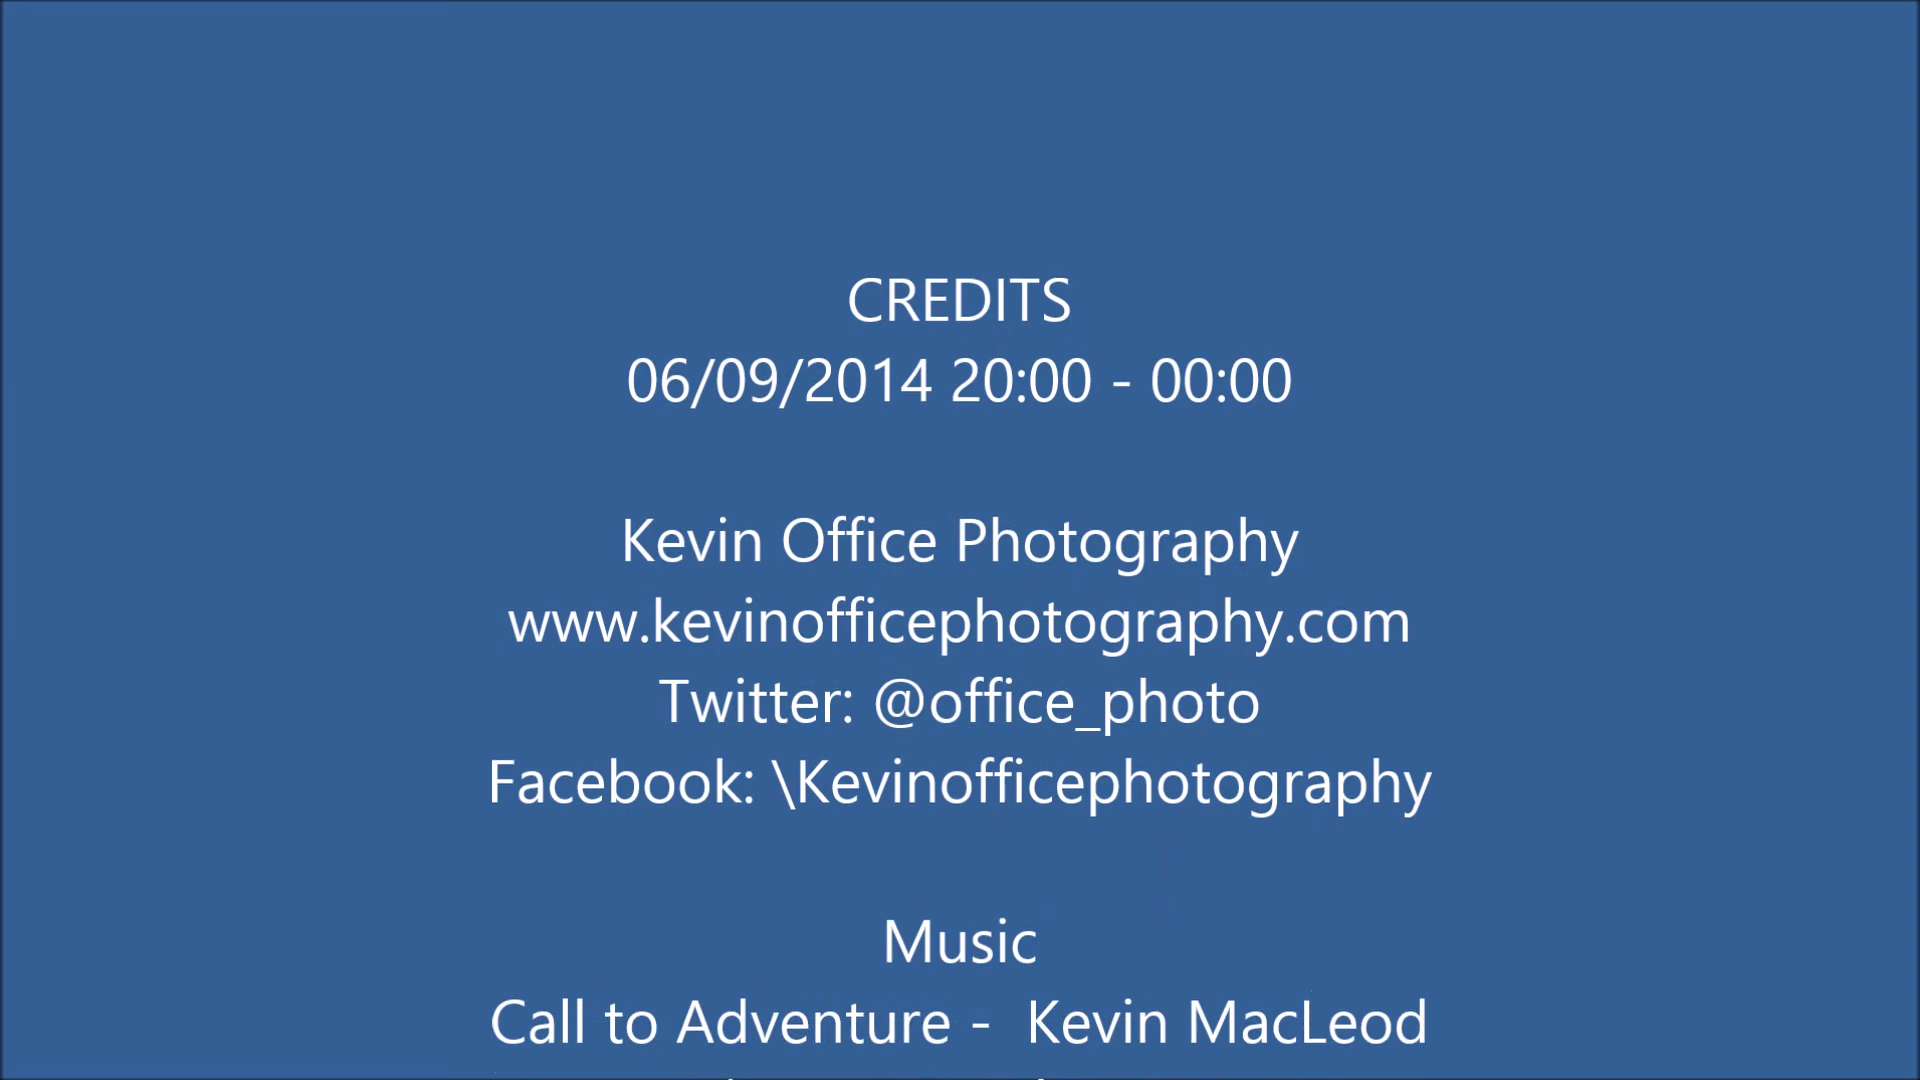 CREDITS
06/09/2014 20:00 - 00:00
Kevin Office Photography
www.kevinofficephotography.com
Twitter: @office_photo
Facebook: \Kevinofficephotography
Music
Call to Adventure -  Kevin MacLeod